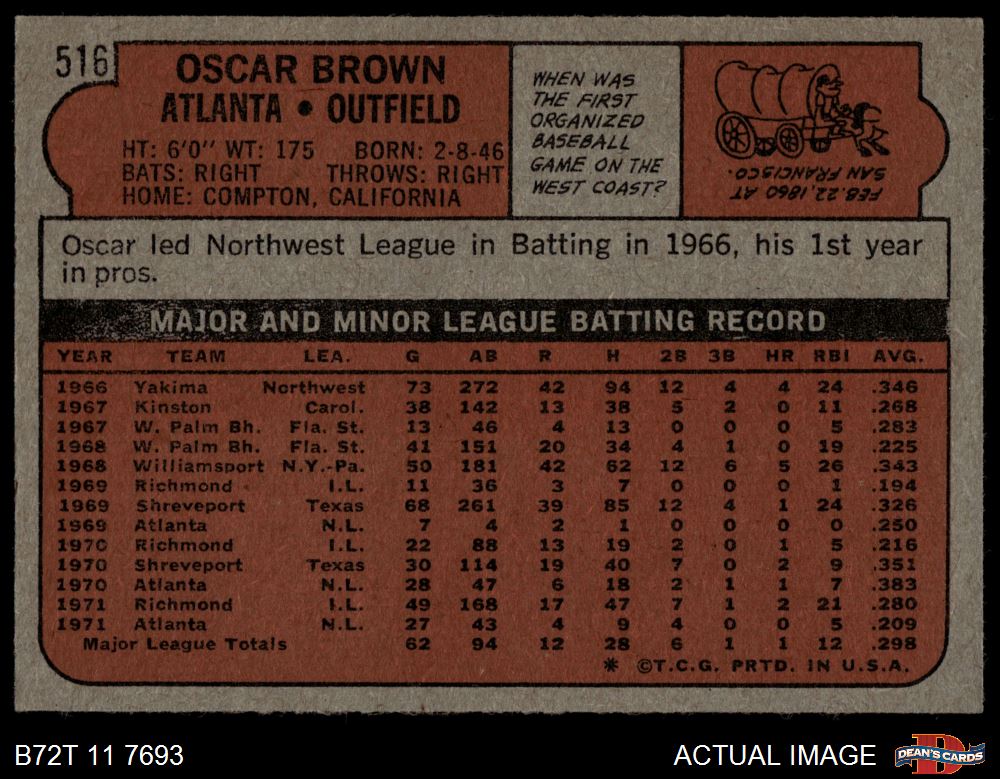 516
OSCAR BROWN
ATLANTA • OUTFIELD
HT: 6'0" WT: 175 BORN: 2-8-46
BATS: RIGHT THROWS: RIGHT
HOME: COMPTON, CALIFORNIA
WHEN WAS
THE FIRST
ORGANIZED
BASEBALL
GAME ON THE
WEST COAST?
FEB. 22, 1860 AT
SAN FRANCISCO.
Oscar led Northwest League in Batting in 1966, his 1st year
in pros.
MAJOR AND MINOR LEAGUE BATTING RECORD
YEAR TEAM LEA. G AB R H 2B 3B HR RBI AVG.
1966 Yakima Northwest 73 272 42 94 12 4 4 24 .346
1967 Kinston Carol. 38 142 13 38 5 2 0 11 .268
1967 W. Palm Bh. Fla. St. 13 46 4 13 0 0 0 5 .283
1968 W. Palm Bh. Fla. St. 41 151 20 34 4 1 0 19 .225
1968 Williamsport N.Y.-Pa. 50 181 42 62 12 6 5 26 .343
1969 Richmond I.L. 11 36 3 7 0 0 0 1 .194
1969 Shreveport Texas 68 261 39 85 12 4 1 24 .326
1969 Atlanta N.L. 7 4 2 1 0 0 0 0 .250
1970 Richmond I.L. 22 88 13 19 2 0 1 5 .216
1970 Shreveport Texas 30 114 19 40 7 0 2 9 .351
1970 Atlanta N.L. 28 47 6 18 2 1 1 7 .383
1971 Richmond I.L. 49 168 17 47 7 1 2 21 .280
1971 Atlanta N.L. 27 43 4 9 4 0 0 5 .209
Major League Totals 62 94 12 28 6 1 1 12 .298
* ©T.C.G. PRTD. IN U.S.A.
B72T 11 7693
ACTUAL IMAGE
DEAN'S CARDS